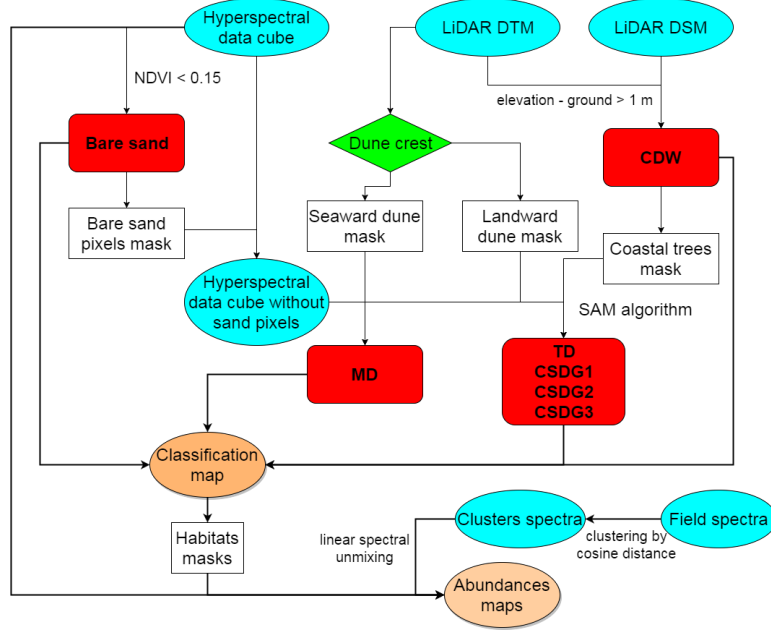 Hyperspectral
data cube
LiDAR DTM
LiDAR DSM
NDVI < 0.15
elevation - ground > 1 m
Bare sand
Dune crest
CDW
Bare sand
pixels mask
Seaward dune
mask
Landward
dune mask
Coastal trees
mask
Hyperspectral
data cube without
sand pixels
SAM algorithm
MD
TD
CSDG1
CSDG2
CSDG3
Classification
map
Habitats
masks
linear spectral
unmixing
Clusters spectra
clustering by
cosine distance
Field spectra
Abundances
maps